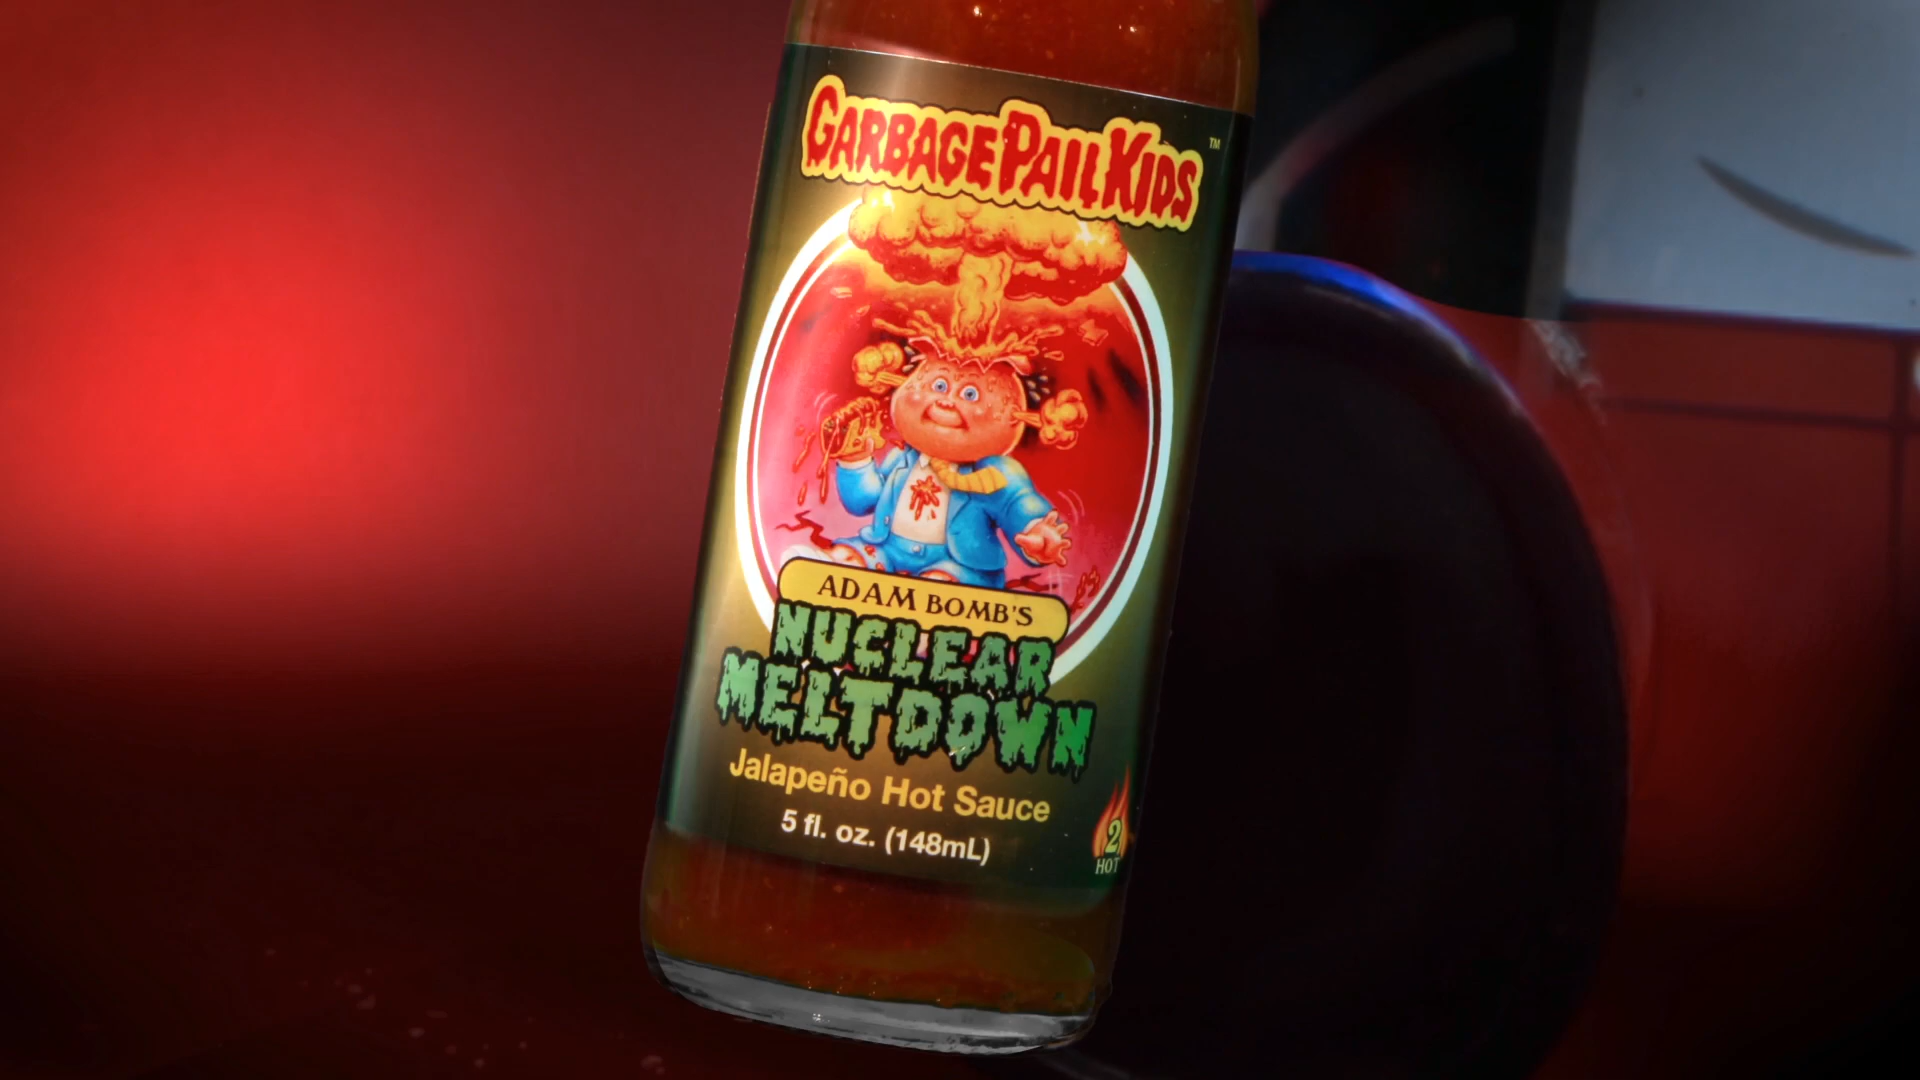 GARBAGE PAIL KIDS ™
ADAM BOMB'S
NUCLEAR
MELTDOWN
Jalapeño Hot Sauce
5 fl. oz. (148mL)
2
HOT